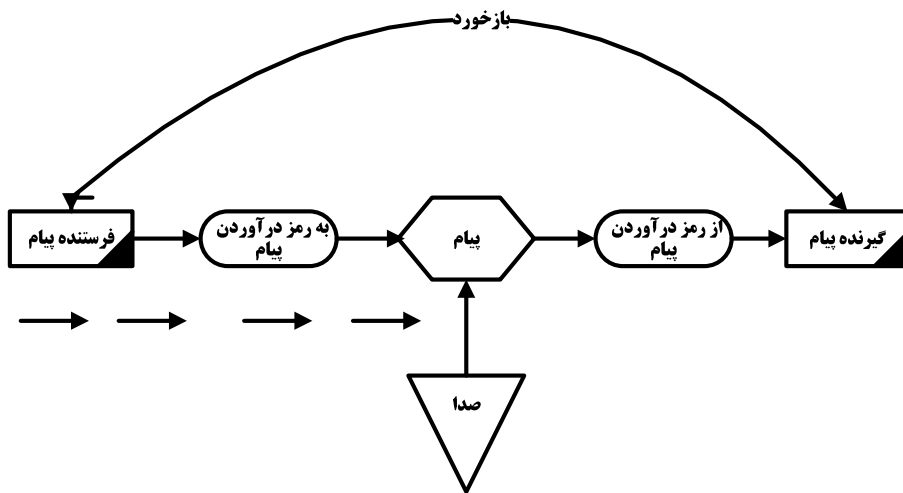 بازخورد
فرستنده پیام
به رمز درآوردن
پیام
پیام
از رمز درآوردن
پیام
گیرنده پیام
صدا